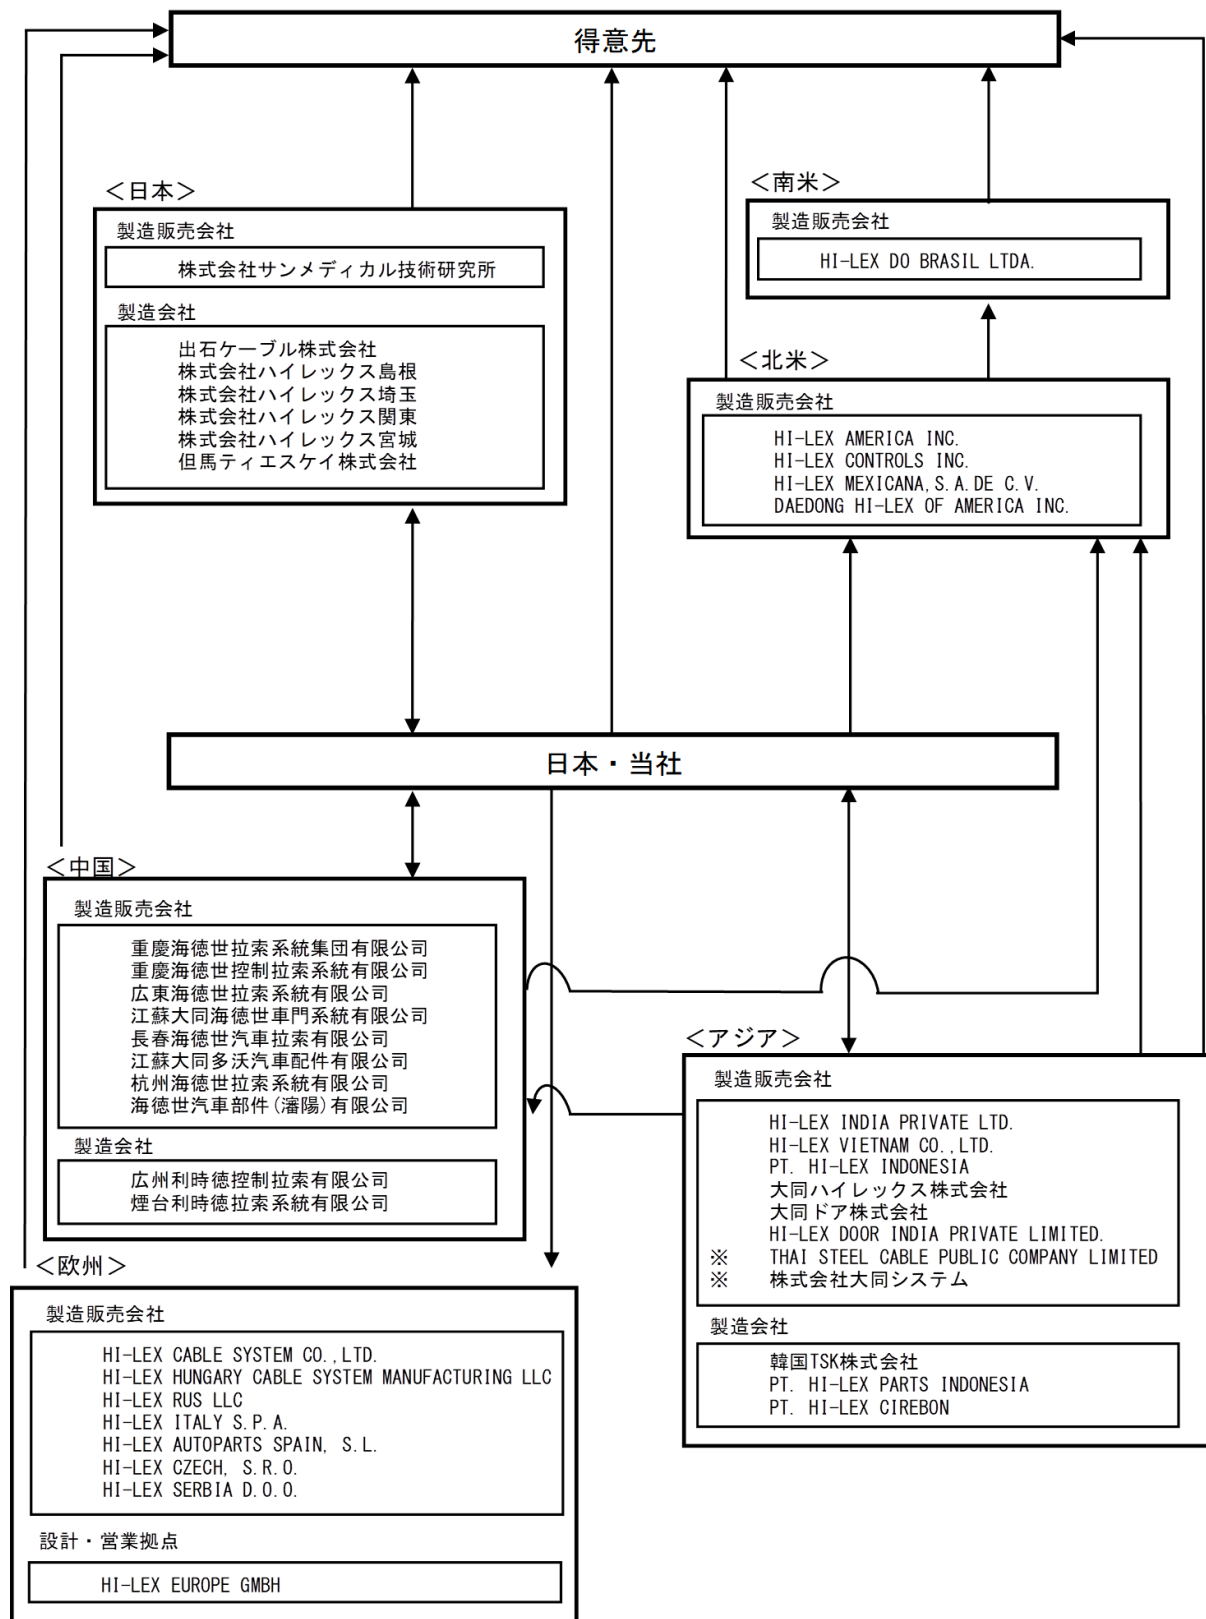 得意先
＜日本＞
製造販売会社
株式会社サンメディカル技術研究所
製造会社
出石ケーブル株式会社
株式会社ハイレックス島根
株式会社ハイレックス埼玉
株式会社ハイレックス関東
株式会社ハイレックス宮城
但馬ティエスケイ株式会社
＜南米＞
製造販売会社
HI-LEX DO BRASIL LTDA.
＜北米＞
製造販売会社
HI-LEX AMERICA INC.
HI-LEX CONTROLS INC.
HI-LEX MEXICANA,S.A.DE C.V.
DAEDONG HI-LEX OF AMERICA INC.
日本・当社
＜中国＞
製造販売会社
重慶海徳世拉索系統集団有限公司
重慶海徳世控制拉索系統有限公司
広東海徳世拉索系統有限公司
江蘇大同海徳世車門系統有限公司
長春海徳世汽車拉索有限公司
江蘇大同多沃汽車配件有限公司
杭州海徳世拉索系統有限公司
海徳世汽車部件(瀋陽)有限公司
製造会社
広州利時徳控制拉索有限公司
煙台利時徳拉索系統有限公司
＜アジア＞
製造販売会社
HI-LEX INDIA PRIVATE LTD.
HI-LEX VIETNAM CO.,LTD.
PT. HI-LEX INDONESIA
大同ハイレックス株式会社
大同ドア株式会社
HI-LEX DOOR INDIA PRIVATE LIMITED.
※ THAI STEEL CABLE PUBLIC COMPANY LIMITED
※ 株式会社大同システム
製造会社
韓国TSK株式会社
PT. HI-LEX PARTS INDONESIA
PT. HI-LEX CIREBON
＜欧州＞
製造販売会社
HI-LEX CABLE SYSTEM CO.,LTD.
HI-LEX HUNGARY CABLE SYSTEM MANUFACTURING LLC
HI-LEX RUS LLC
HI-LEX ITALY S.P.A.
HI-LEX AUTOPARTS SPAIN, S.L.
HI-LEX CZECH, S.R.O.
HI-LEX SERBIA D.O.O.
設計・営業拠点
HI-LEX EUROPE GMBH